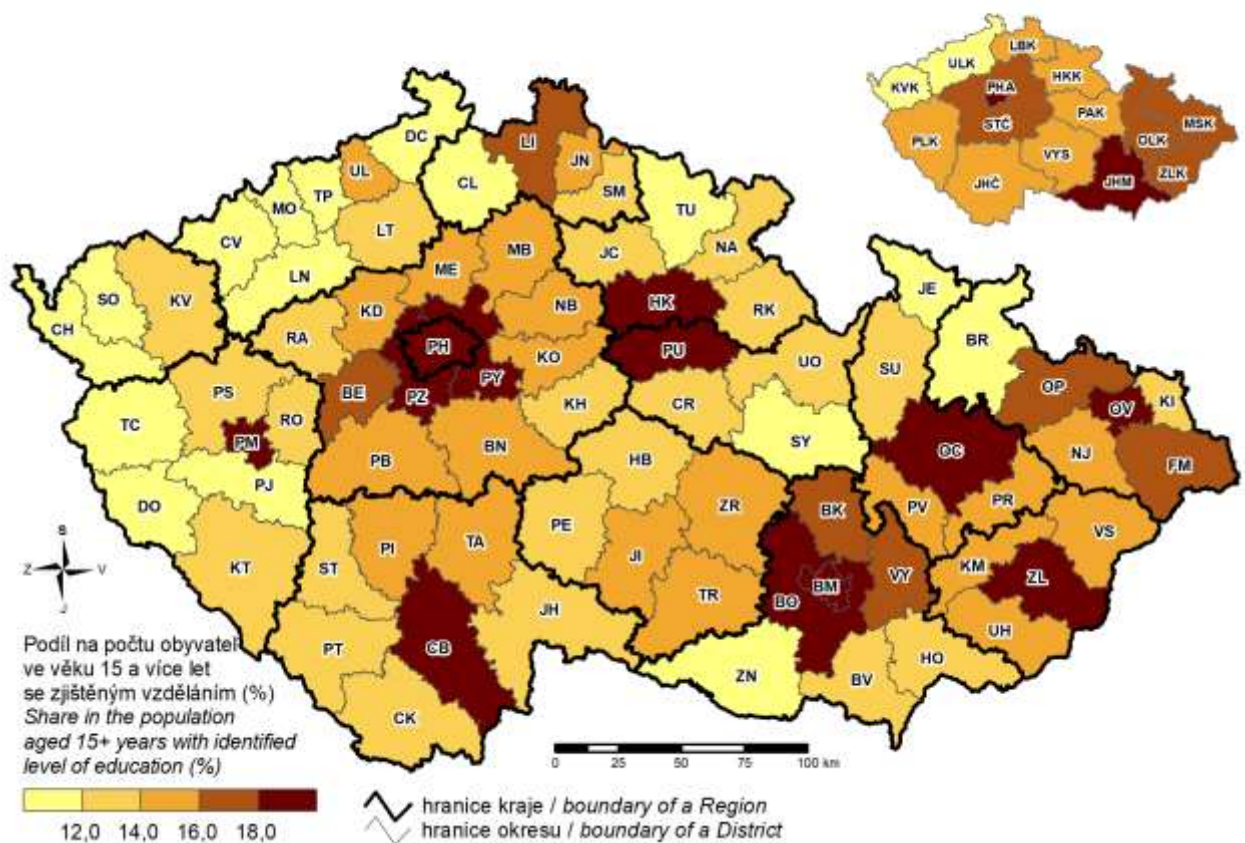 LBK
ULK
HKK
KVK
PHA
PAK
STČ
MSK
OLK
PLK
VYS
ZLK
JHČ
JHM
DC
LI
UL
JN
CL
TP
SM
MO
TU
CV
LT
MB
JC
NA
LN
ME
SO
KV
JE
KD
NB
HK
CH
RA
RK
PH
BR
KO
PU
UO
SU
PS
BE
PZ
PY
OP
RO
KH
CR
OV
KI
TC
PM
SY
OC
PB
BN
HB
NJ
FM
PJ
DO
ZR
BK
PV
PR
PE
VS
PI
TA
JI
KM
KT
ST
BM
VY
ZL
TR
BO
JH
UH
PT
CB
HO
ZN
BV
CK
S
Z V
J
Podíl na počtu obyvatel
ve věku 15 a více let
se zjištěným vzděláním (%)
Share in the population
aged 15+ years with identified
level of education (%)
12,0 14,0 16,0 18,0
0 25 50 75 100 km
hranice kraje / boundary of a Region
hranice okresu / boundary of a District